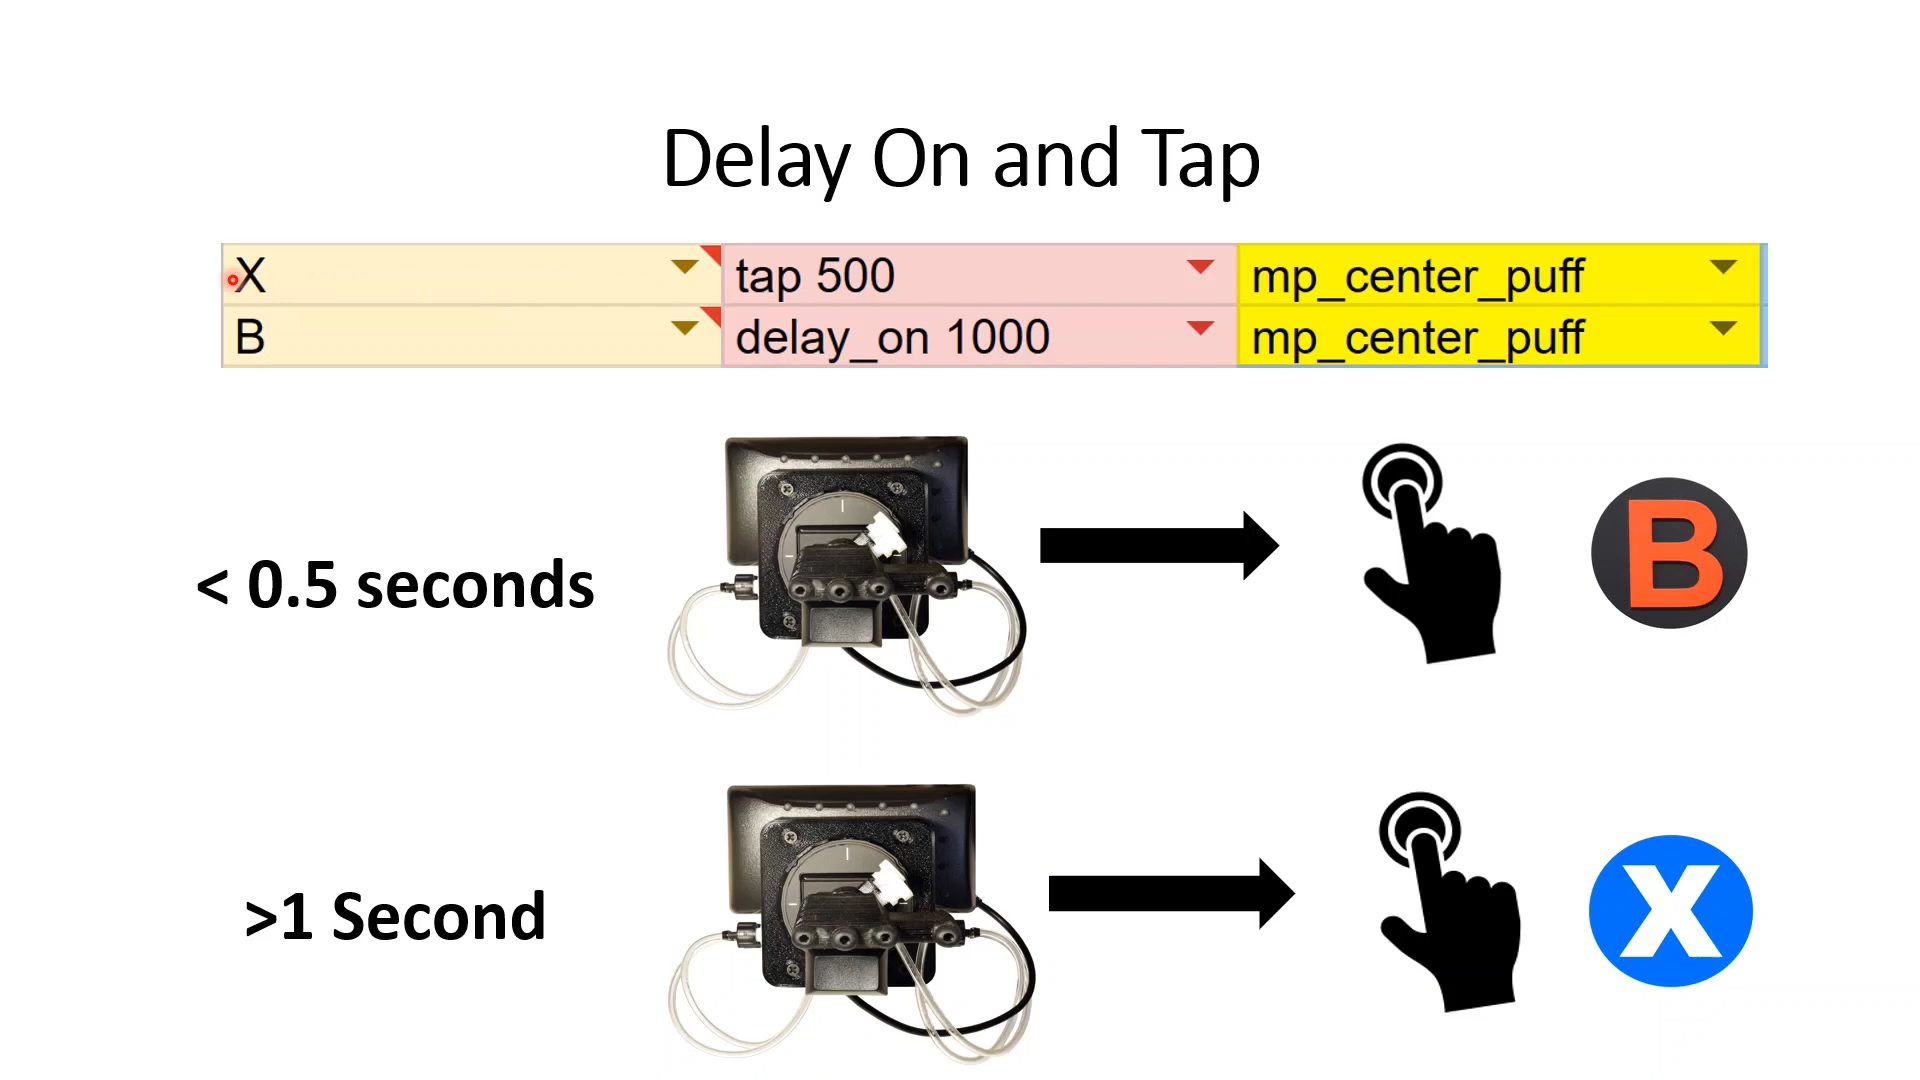 Delay On and Tap
X tap 500 mp_center_puff
B delay_on 1000 mp_center_puff
< 0.5 seconds
B
>1 Second
X